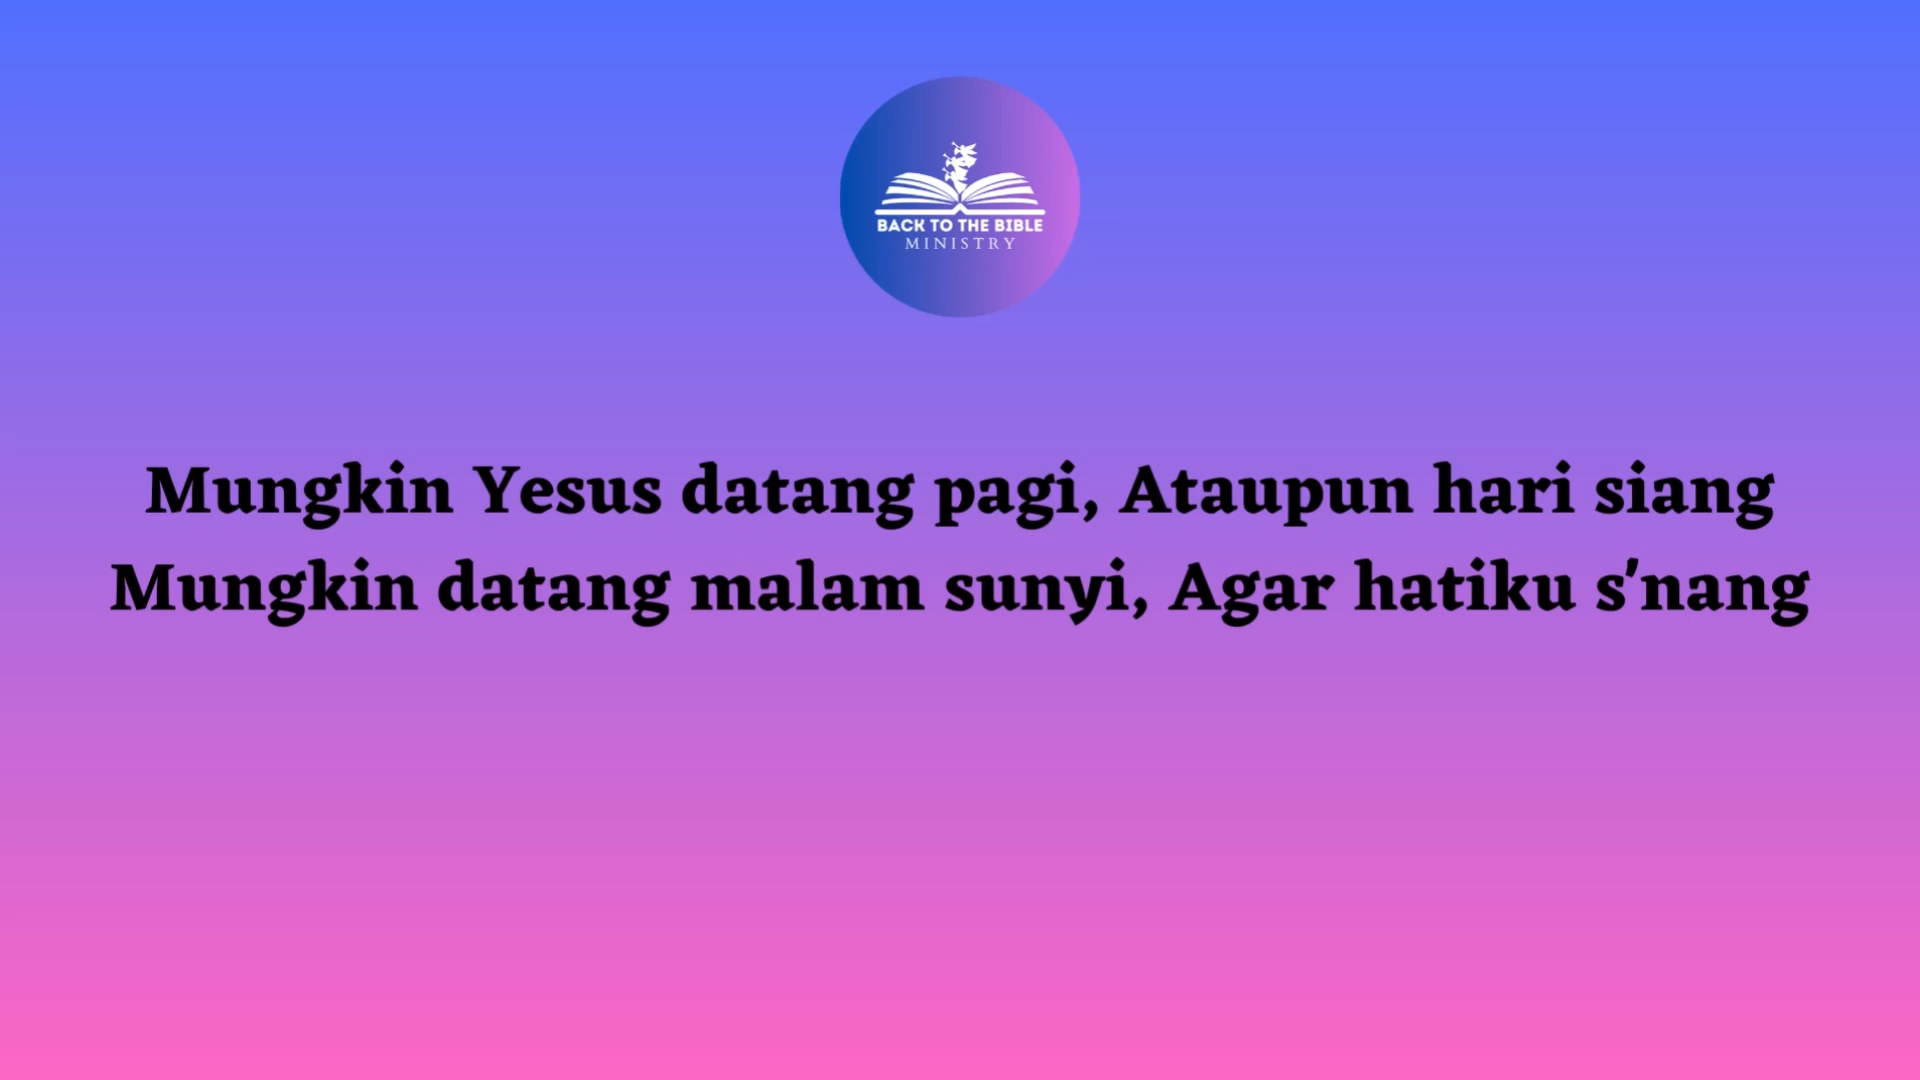 BACK TO THE BIBLE
MINISTRY
Mungkin Yesus datang pagi, Ataupun hari siang
Mungkin datang malam sunyi, Agar hatiku s'nang